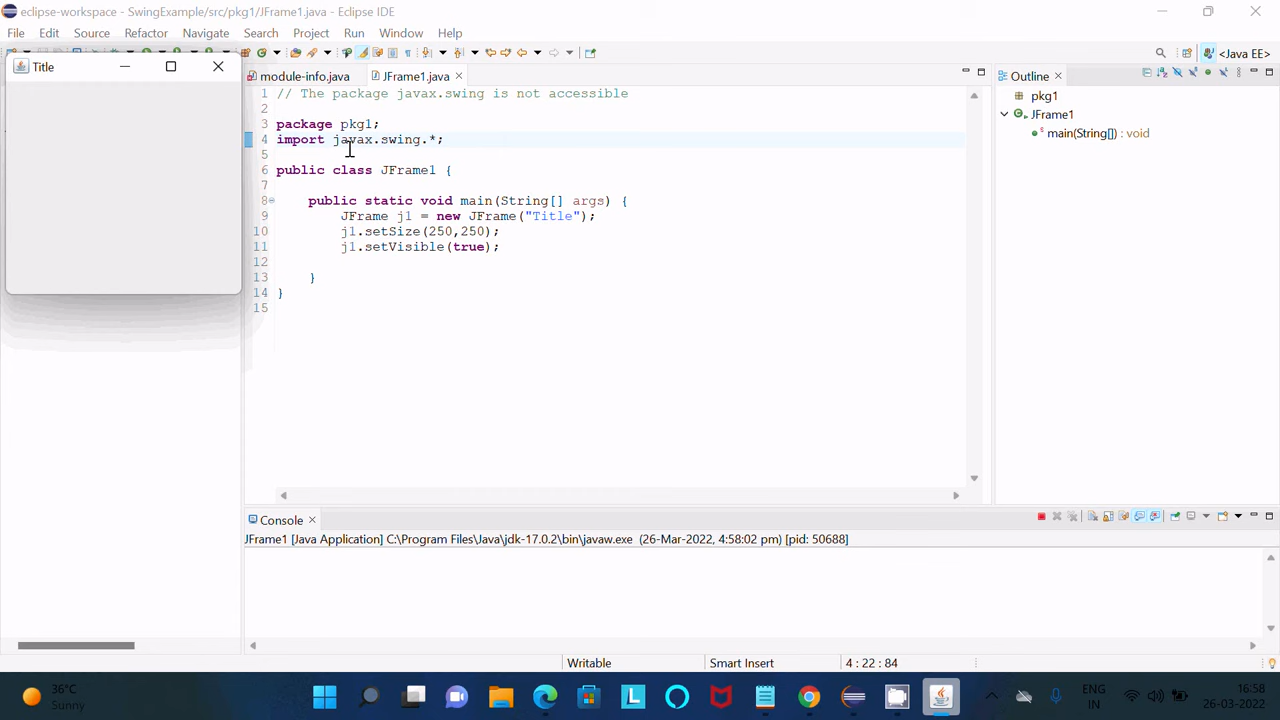 eclipse-workspace - SwingExample/src/pkg1/JFrame1.java - Eclipse IDE
File Edit Source Refactor Navigate Search Project Run Window Help
<Java EE>
Title
module-info.java JFrame1.java
1 // The package javax.swing is not accessible
2
3 package pkg1;
4 import javax.swing.*;
5
6 public class JFrame1 {
7
8 public static void main(String[] args) {
9 JFrame j1 = new JFrame("Title");
10 j1.setSize(250,250);
11 j1.setVisible(true);
12
13 }
14 }
15
Outline
pkg1
JFrame1
main(String[]) : void
Console
JFrame1 [Java Application] C:\Program Files\Java\jdk-17.0.2\bin\javaw.exe (26-Mar-2022, 4:58:02 pm) [pid: 50688]
Writable Smart Insert 4 : 22 : 84
36°C
Sunny
ENG
IN
16:58
26-03-2022